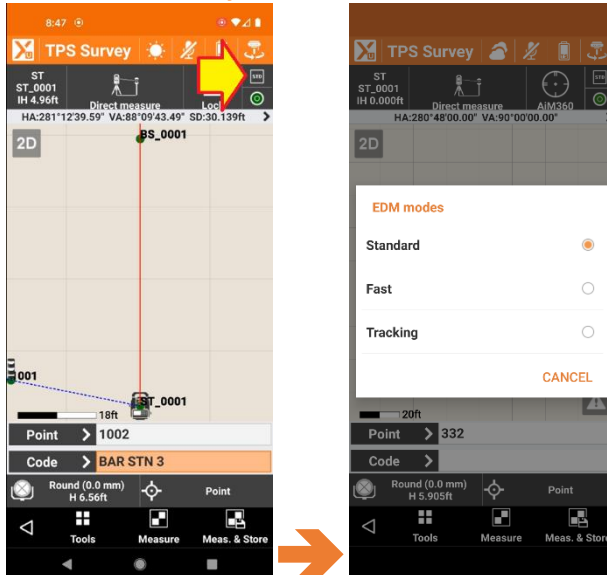 8:47
TPS Survey
ST
ST_0001
IH 4.96ft
Direct measure
Lock
STD
HA:281°12'39.59" VA:88°09'43.49" SD:30.139ft
2D
BS_0001
001
ST_0001
18ft
Point 1002
Code BAR STN 3
Round (0.0 mm)
H 6.56ft
Point
Tools
Measure
Meas. & Store
TPS Survey
ST
ST_0001
IH 0.000ft
Direct measure
AiM360
STD
HA:280°48'00.00" VA:90°00'00.00"
2D
EDM modes
Standard
Fast
Tracking
CANCEL
20ft
Point 332
Code
Round (0.0 mm)
H 5.905ft
Point
Tools
Measure
Meas. & Store